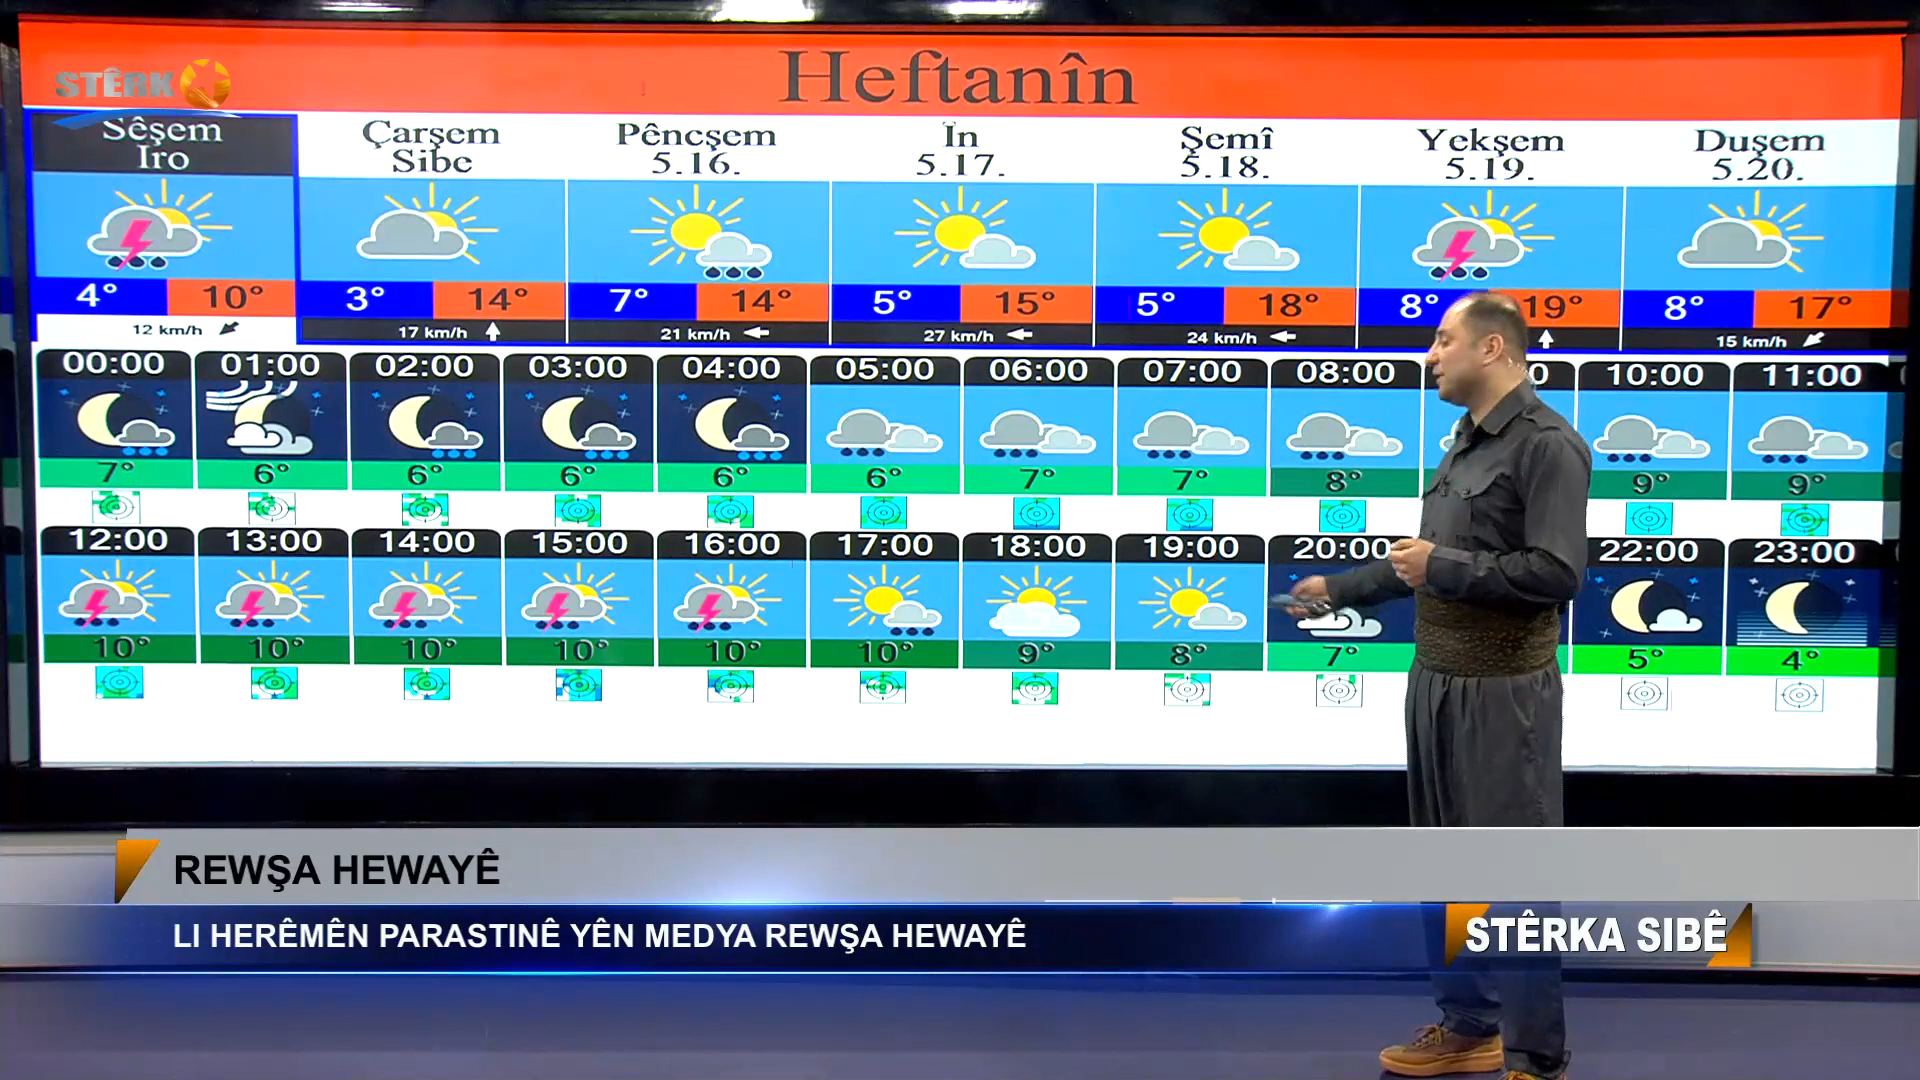 STÊRK
Heftanîn
Sêşem Çarşem Pêncşem În Şemî Yekşem Duşem
Iro Sibe 5.16. 5.17. 5.18. 5.19. 5.20.
4° 10° 3° 14° 7° 14° 5° 15° 5° 18° 8° 19° 8° 17°
12 km/h 17 km/h 21 km/h 27 km/h 24 km/h 15 km/h
00:00 01:00 02:00 03:00 04:00 05:00 06:00 07:00 08:00 10:00 11:00
7° 6° 6° 6° 6° 6° 7° 7° 8° 9° 9°
12:00 13:00 14:00 15:00 16:00 17:00 18:00 19:00 20:00 22:00 23:00
10° 10° 10° 10° 10° 10° 9° 8° 7° 5° 4°
REWŞA HEWAYÊ
LI HERÊMÊN PARASTINÊ YÊN MEDYA REWŞA HEWAYÊ
STÊRKA SIBÊ